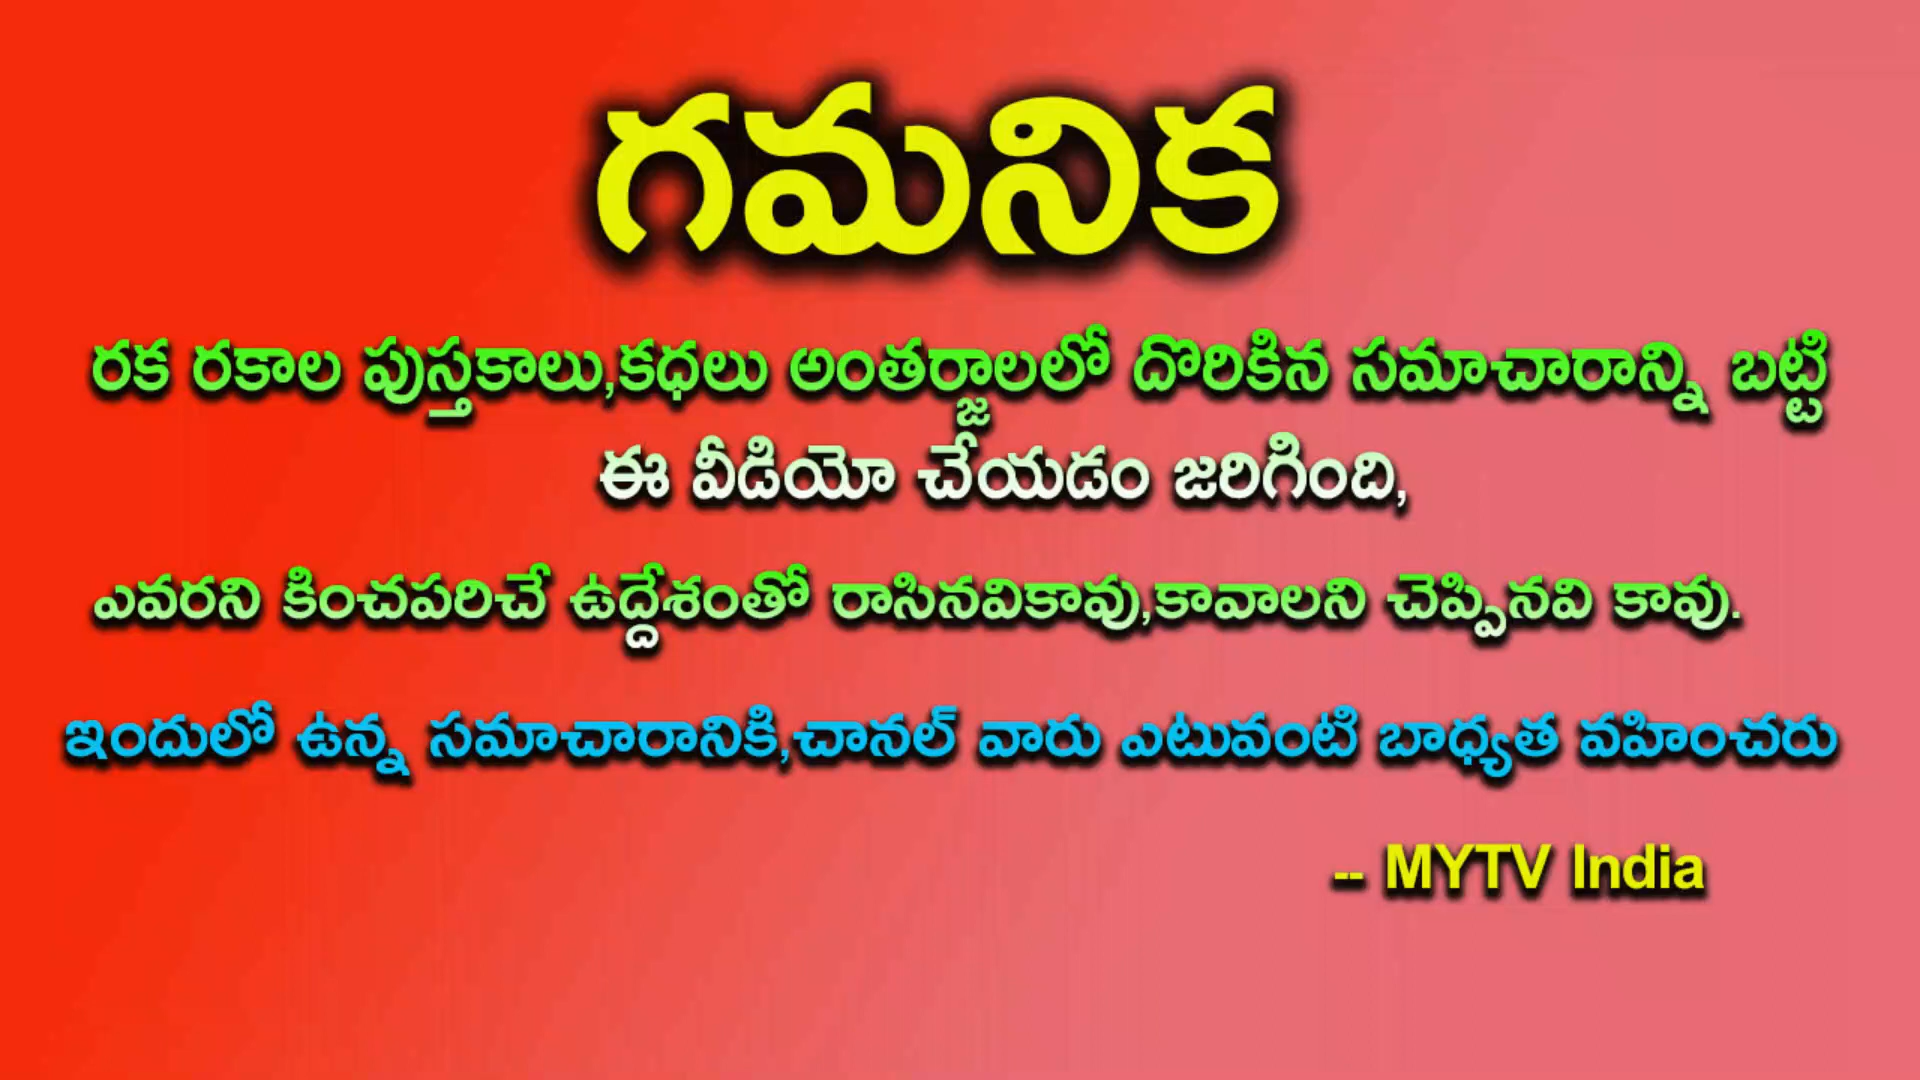 గమనిక
రక రకాల పుస్తకాలు,కధలు అంతర్జాలలో దొరికిన సమాచారాన్ని బట్టి
ఈ వీడియో చేయడం జరిగింది,
ఎవరని కించపరిచే ఉద్దేశంతో రాసినవికావు,కావాలని చెప్పినవి కావు.
ఇందులో ఉన్న సమాచారానికి,చానల్ వారు ఎటువంటి బాధ్యత వహించరు
-- MYTV India